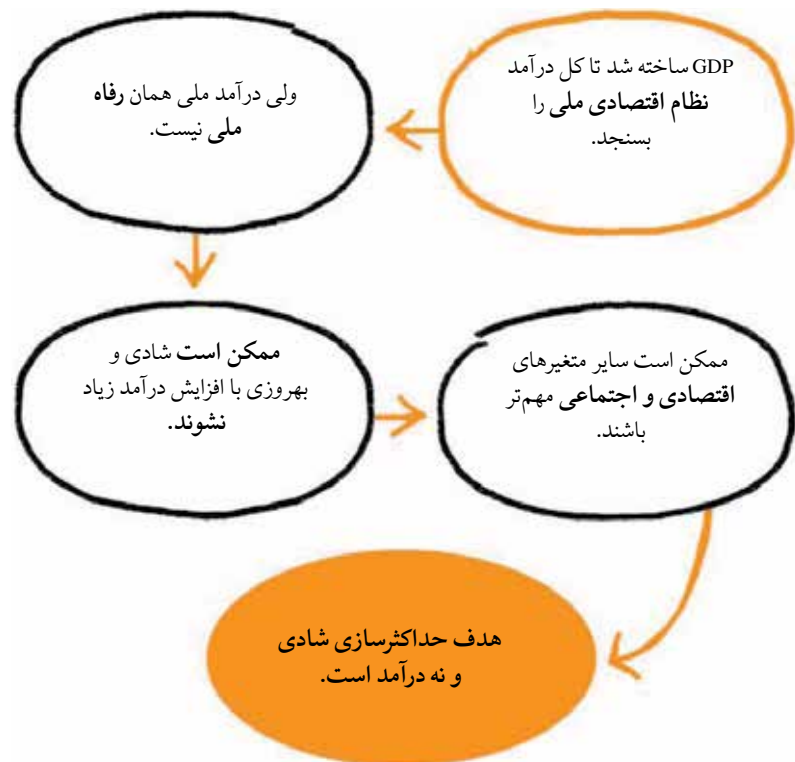 GDP ساخته شد تا کل درآمد
نظام اقتصادی ملی را
بسنجد.
ولی درآمد ملی همان رفاه
ملی نیست.
ممکن است شادی و
بهروزی با افزایش درآمد زیاد
نشوند.
ممکن است سایر متغیرهای
اقتصادی و اجتماعی مهم‌تر
باشند.
هدف حداکثرسازی شادی
و نه درآمد است.